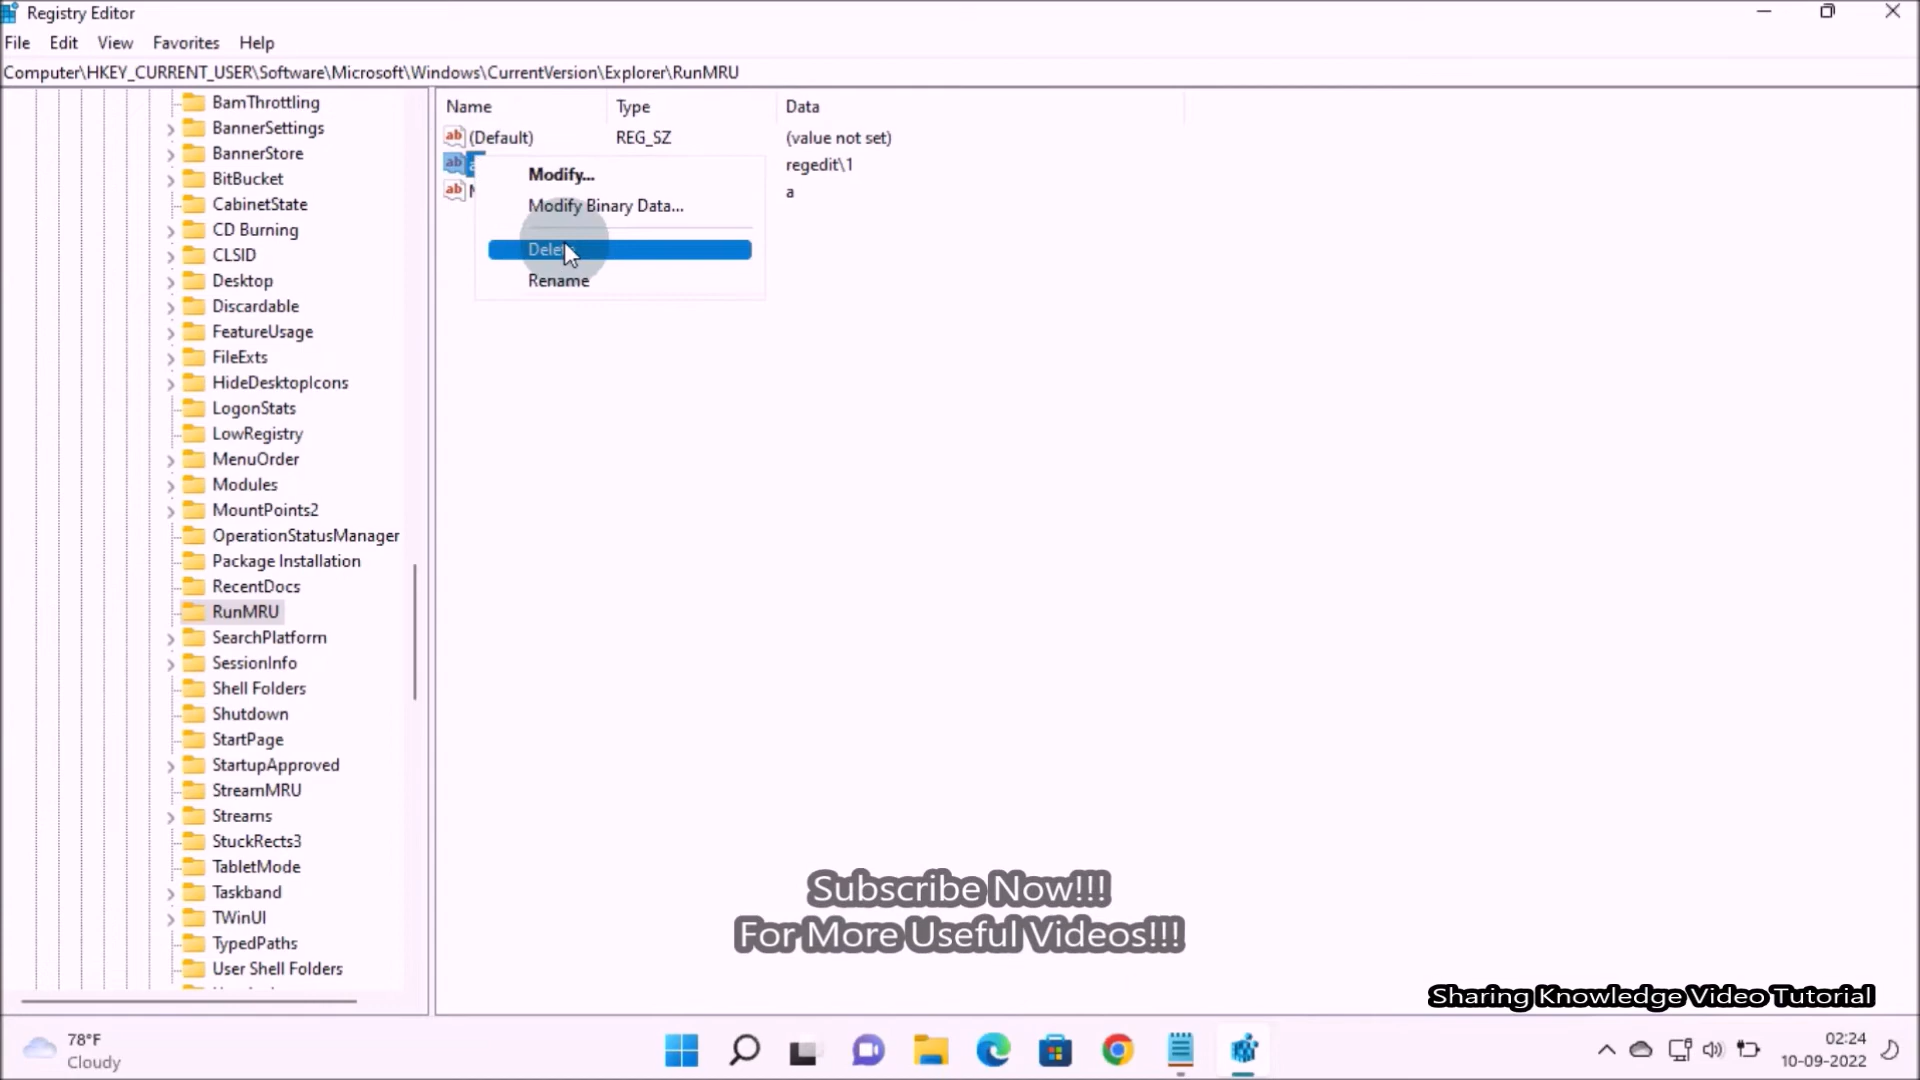 Registry Editor
File Edit View Favorites Help
Computer\HKEY_CURRENT_USER\Software\Microsoft\Windows\CurrentVersion\Explorer\RunMRU
Name Type Data
(Default) REG_SZ (value not set)
regedit\1
a
Modify...
Modify Binary Data...
Delete
Rename
BamThrottling
BannerSettings
BannerStore
BitBucket
CabinetState
CD Burning
CLSID
Desktop
Discardable
FeatureUsage
FileExts
HideDesktopIcons
LogonStats
LowRegistry
MenuOrder
Modules
MountPoints2
OperationStatusManager
Package Installation
RecentDocs
RunMRU
SearchPlatform
SessionInfo
Shell Folders
Shutdown
StartPage
StartupApproved
StreamMRU
Streams
StuckRects3
TabletMode
Taskband
TWinUI
TypedPaths
User Shell Folders
Subscribe Now!!!
For More Useful Videos!!!
Sharing Knowledge Video Tutorial
78°F
Cloudy
02:24
10-09-2022